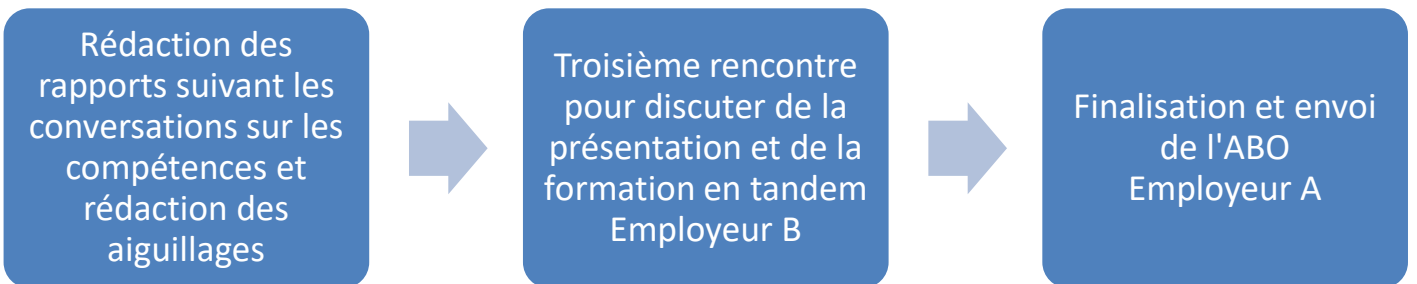 Rédaction des
rapports suivant les
conversations sur les
compétences et
rédaction des
aiguillages
Troisième rencontre
pour discuter de la
présentation et de la
formation en tandem
Employeur B
Finalisation et envoi
de l'ABO
Employeur A